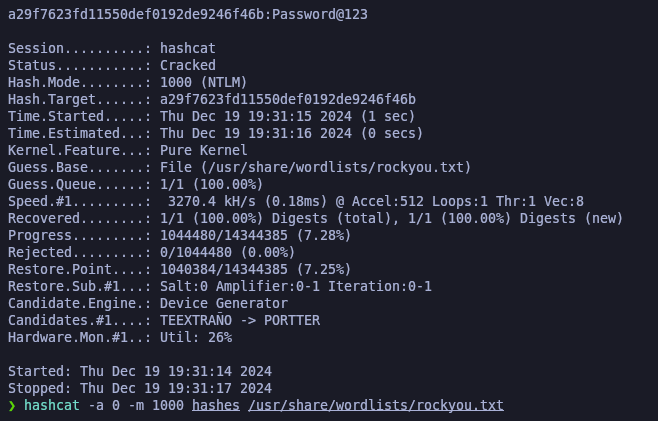 a29f7623fd11550def0192de9246f46b:Password@123
Session..........: hashcat
Status...........: Cracked
Hash.Mode........: 1000 (NTLM)
Hash.Target......: a29f7623fd11550def0192de9246f46b
Time.Started.....: Thu Dec 19 19:31:15 2024 (1 sec)
Time.Estimated...: Thu Dec 19 19:31:16 2024 (0 secs)
Kernel.Feature...: Pure Kernel
Guess.Base.......: File (/usr/share/wordlists/rockyou.txt)
Guess.Queue......: 1/1 (100.00%)
Speed.#1.........:  3270.4 kH/s (0.18ms) @ Accel:512 Loops:1 Thr:1 Vec:8
Recovered........: 1/1 (100.00%) Digests (total), 1/1 (100.00%) Digests (new)
Progress.........: 1044480/14344385 (7.28%)
Rejected.........: 0/1044480 (0.00%)
Restore.Point....: 1040384/14344385 (7.25%)
Restore.Sub.#1...: Salt:0 Amplifier:0-1 Iteration:0-1
Candidate.Engine.: Device Generator
Candidates.#1....: TEEXTRAÑO -> PORTTER
Hardware.Mon.#1..: Util: 26%
Started: Thu Dec 19 19:31:14 2024
Stopped: Thu Dec 19 19:31:17 2024
❯ hashcat -a 0 -m 1000 hashes /usr/share/wordlists/rockyou.txt